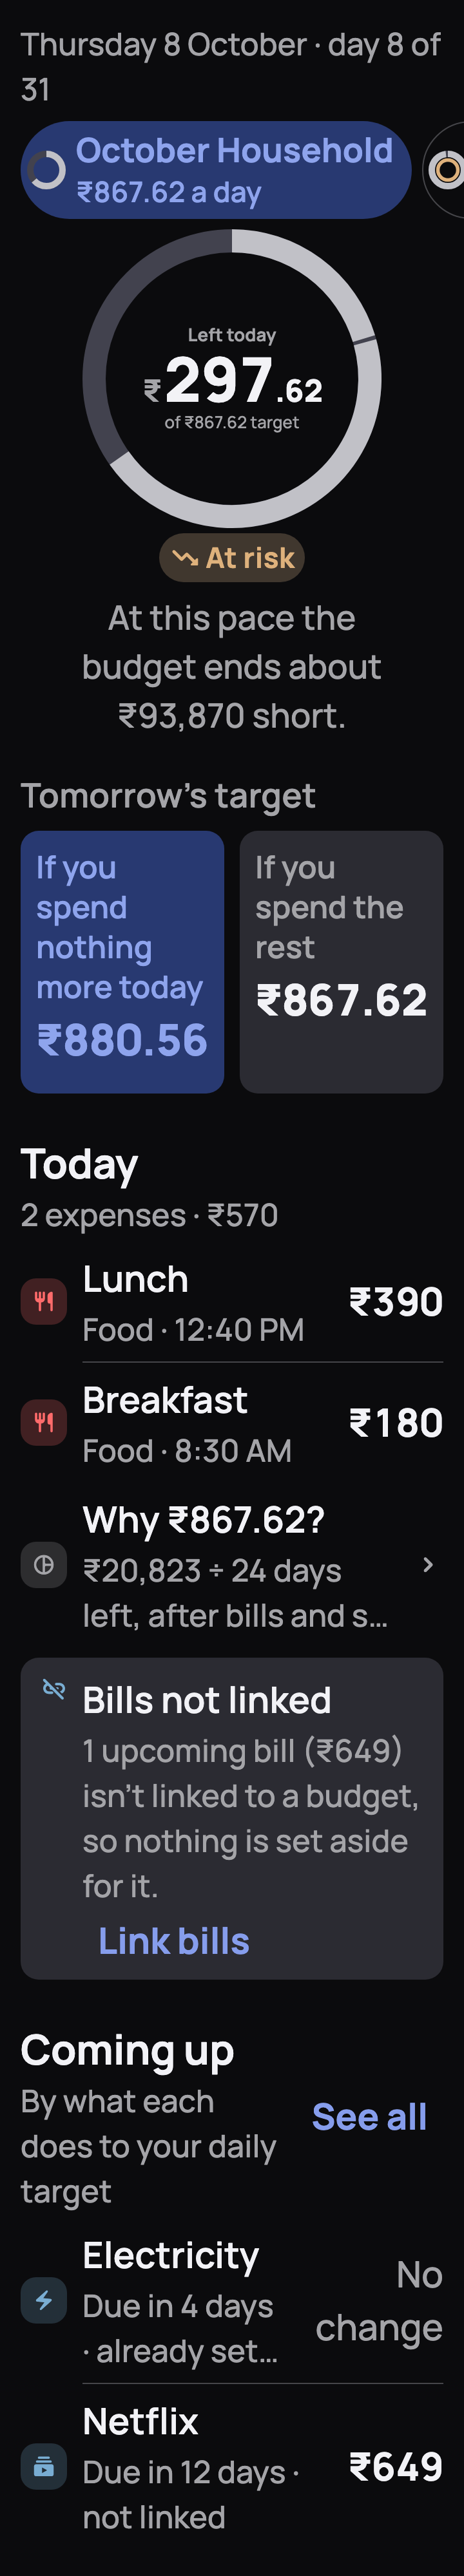 Thursday 8 October · day 8 of
31
October Household
₹867.62 a day
Left today
₹297.62
of ₹867.62 target
At risk
At this pace the
budget ends about
₹93,870 short.
Tomorrow's target
If you
spend
nothing
more today
₹880.56
If you
spend the
rest
₹867.62
Today
2 expenses · ₹570
Lunch
Food · 12:40 PM
₹390
Breakfast
Food · 8:30 AM
₹180
Why ₹867.62?
₹20,823 ÷ 24 days
left, after bills and s…
Bills not linked
1 upcoming bill (₹649)
isn't linked to a budget,
so nothing is set aside
for it.
Link bills
Coming up
By what each
does to your daily
target
See all
Electricity
Due in 4 days
· already set…
No
change
Netflix
Due in 12 days ·
not linked
₹649